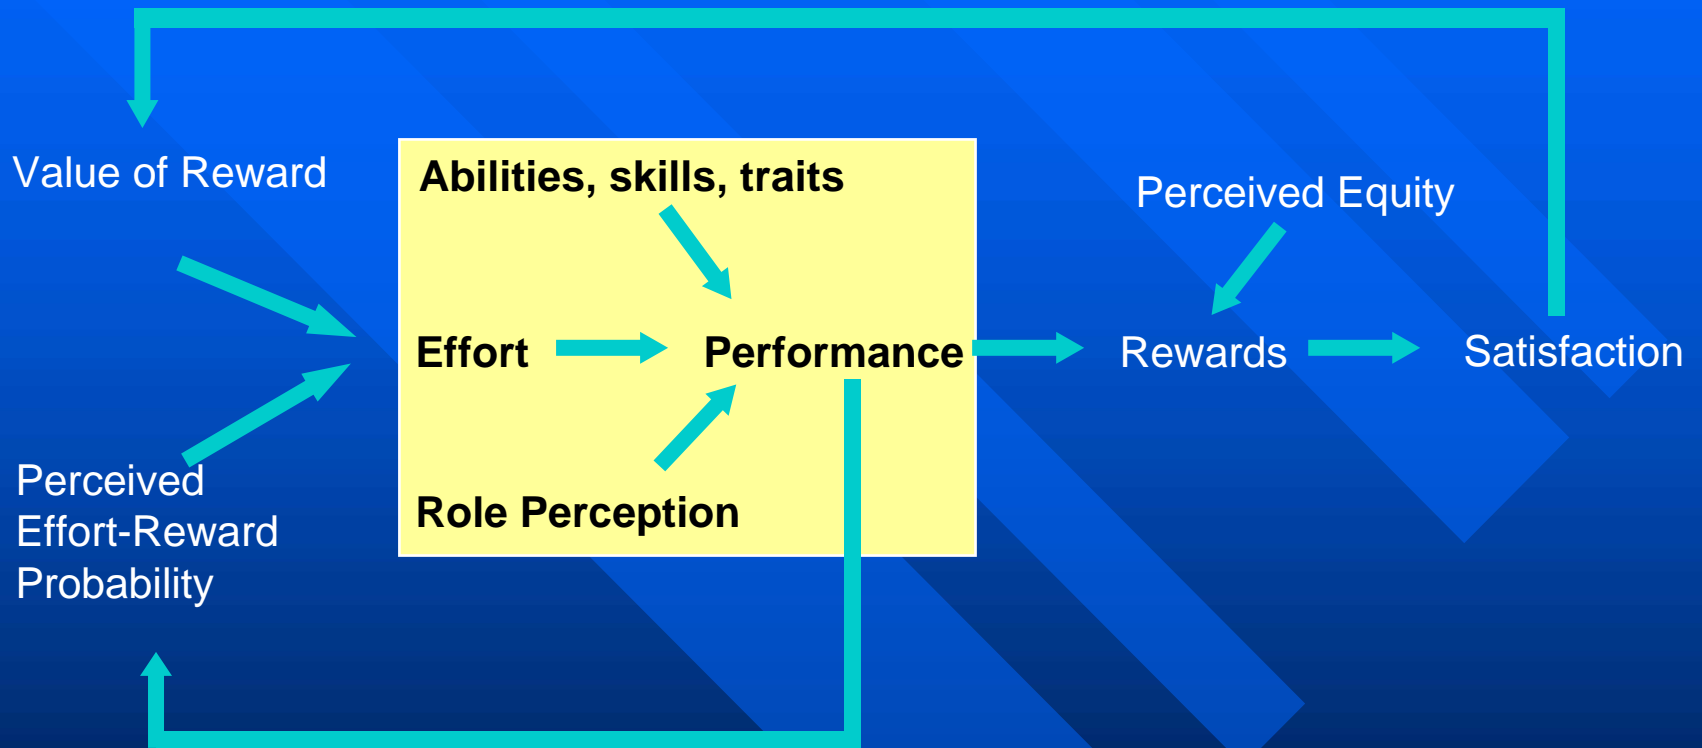 Value of Reward
Abilities, skills, traits
Perceived Equity
Effort
Performance
Rewards
Satisfaction
Perceived
Effort-Reward
Probability
Role Perception